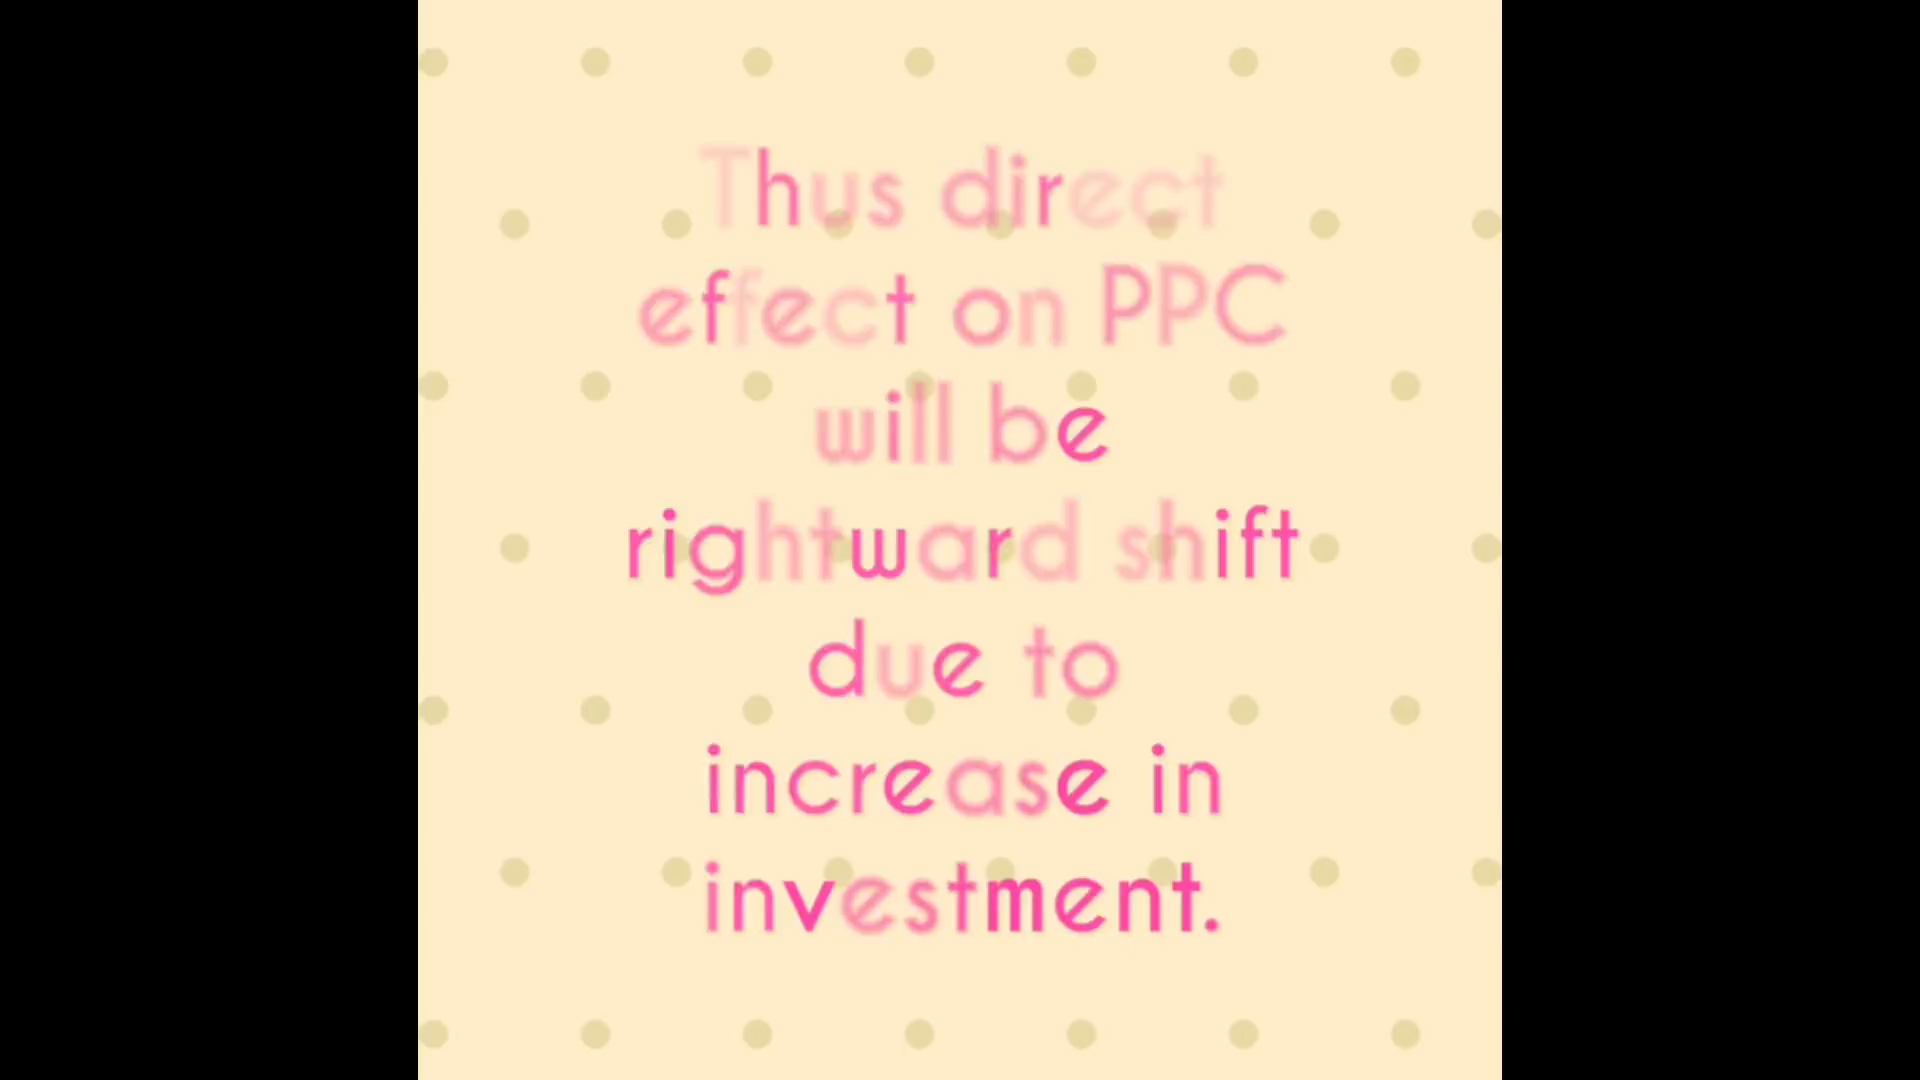 Thus direct
effect on PPC
will be
rightward shift
due to
increase in
investment.